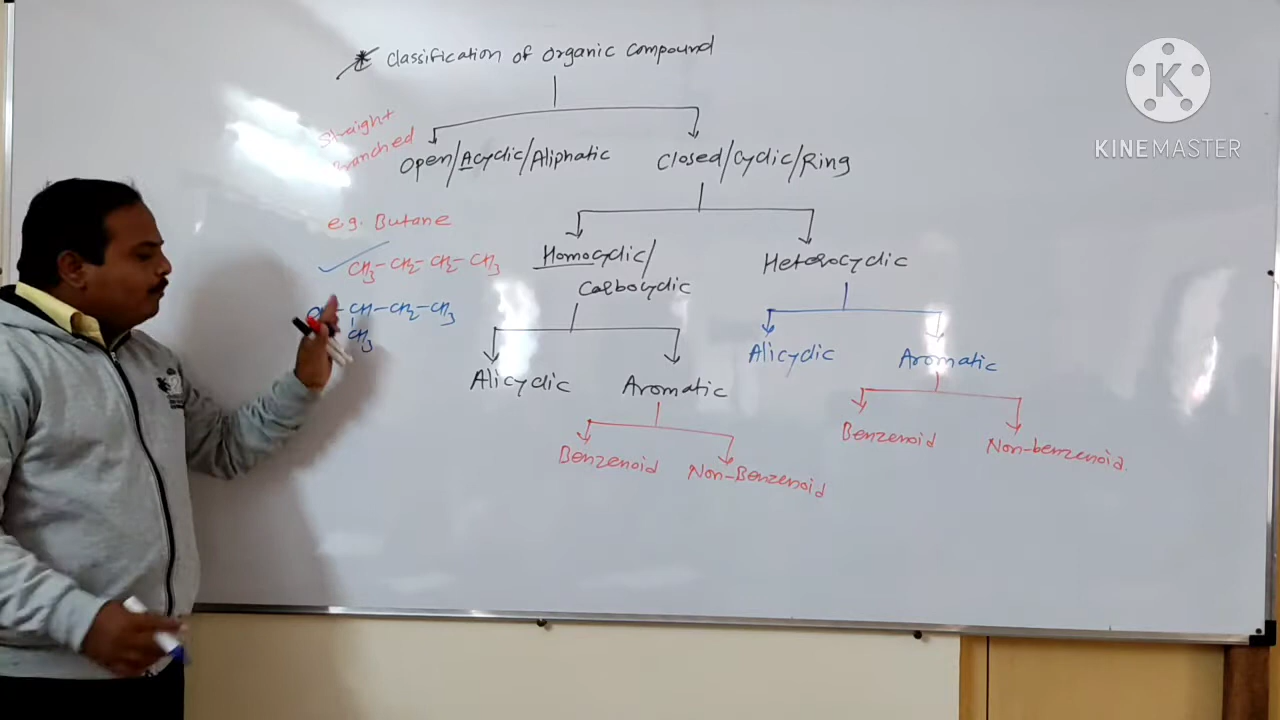 * Classification of organic compound
Straight
Branched
Open/Acyclic/Aliphatic
Closed/Cyclic/Ring
e.g. Butane
CH3-CH2-CH2-CH3
CH-CH2-CH3
CH3
Homocyclic/
Carbocyclic
Heterocyclic
Alicyclic
Aromatic
Alicyclic
Aromatic
Benzenoid
Non-Benzenoid
Benzenoid
Non-benzenoid.
K
KINEMASTER